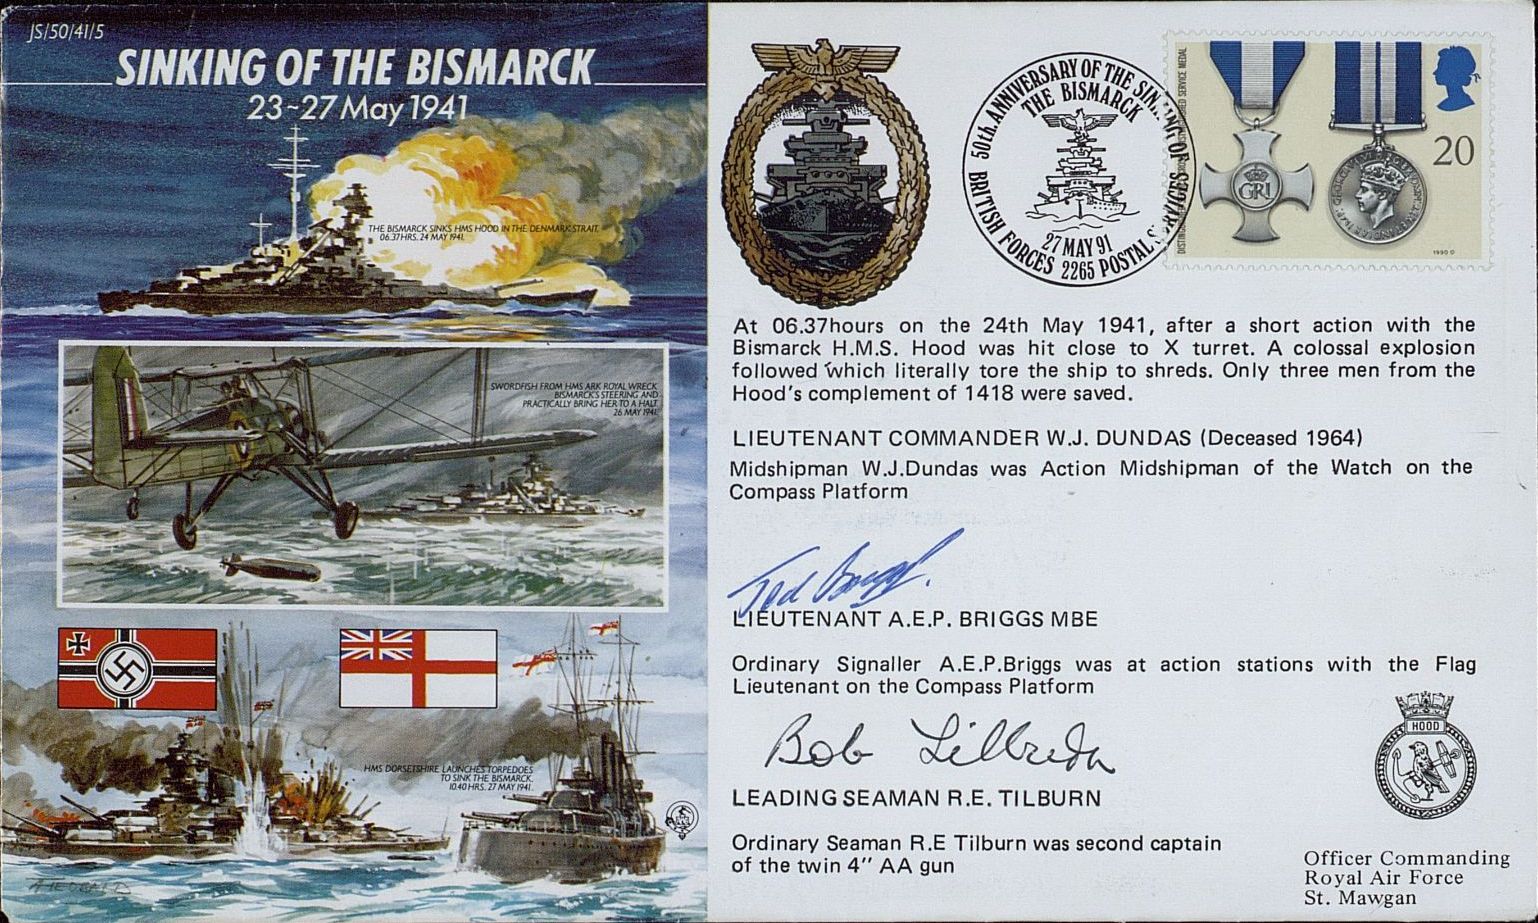 JS/50/41/5
SINKING OF THE BISMARCK
23~27 May 1941
THE BISMARCK SINKS HMS HOOD IN THE DENMARK STRAIT.
06.37HRS. 24 MAY 1941.
SWORDFISH FROM HMS ARK ROYAL WRECK
BISMARCK'S STEERING AND
PRACTICALLY BRING HER TO A HALT.
26 MAY 1941.
HMS DORSETSHIRE LAUNCHES TORPEDOES
TO SINK THE BISMARCK.
10.40HRS. 27 MAY 1941.
50th. ANNIVERSARY OF THE SINKING OF
THE BISMARCK
27 MAY 91
BRITISH FORCES 2265 POSTAL SERVICES
20
1990
At 06.37hours on the 24th May 1941, after a short action with the
Bismarck H.M.S. Hood was hit close to X turret. A colossal explosion
followed which literally tore the ship to shreds. Only three men from the
Hood's complement of 1418 were saved.
LIEUTENANT COMMANDER W.J. DUNDAS (Deceased 1964)
Midshipman W.J.Dundas was Action Midshipman of the Watch on the
Compass Platform
Ted Briggs.
LIEUTENANT A.E.P. BRIGGS MBE
Ordinary Signaller A.E.P.Briggs was at action stations with the Flag
Lieutenant on the Compass Platform
Bob Tilburn
LEADING SEAMAN R.E. TILBURN
Ordinary Seaman R.E Tilburn was second captain
of the twin 4" AA gun
HOOD
Officer Commanding
Royal Air Force
St. Mawgan